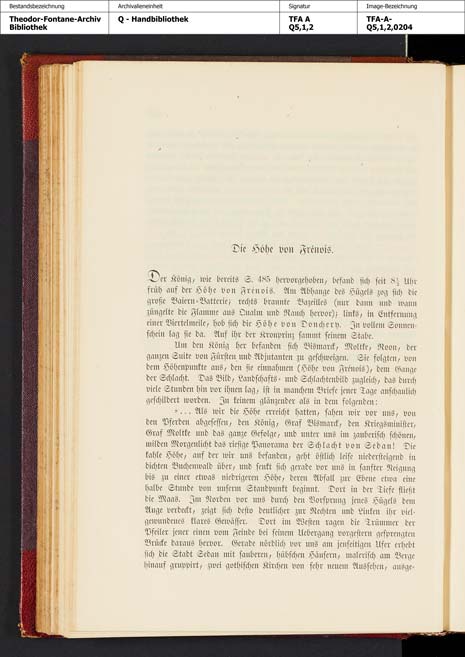 Bestandsbezeichnung Archivalieneinheit Signatur Image-Bezeichnung
Theodor-Fontane-Archiv Q - Handbibliothek TFA A TFA-A-
Bibliothek Q5,1,2 Q5,1,2,0204
Die Höhe von Frénois.
Der König, wie bereits S. 485 hervorgehoben, befand sich seit 8½ Uhr
früh auf der Höhe von Frénois. Am Abhange des Hügels zog sich die
große Baiern-Batterie; rechts brannte Bazeilles (nur dann und wann
züngelte die Flamme aus Qualm und Rauch hervor); links, in Entfernung
einer Viertelmeile, hob sich die Höhe von Donchery. In vollem Sonnen-
schein lag sie da. Auf ihr der Kronprinz sammt seinem Stabe.
Um den König her befanden sich Bismarck, Moltke, Roon, der
ganzen Suite von Fürsten und Adjutanten zu geschweigen. Sie folgten, von
dem Höhenpunkte aus, den sie einnahmen (Höhe von Frénois), dem Gange
der Schlacht. Das Bild, Landschafts- und Schlachtenbild zugleich, das durch
viele Stunden hin vor ihnen lag, ist in manchem Briefe jener Tage anschaulich
geschildert worden. In keinem glänzender als in dem folgenden:
»... Als wir die Höhe erreicht hatten, sahen wir vor uns, von
den Pferden abgesessen, den König, Graf Bismarck, den Kriegsminister,
Graf Moltke und das ganze Gefolge, und unter uns im zauberisch schönen,
milden Morgenlicht das riesige Panorama der Schlacht von Sedan! Die
kahle Höhe, auf der wir uns befanden, geht östlich leise niedersteigend in
dichten Buchenwald über, und senkt sich gerade vor uns in sanfter Neigung
bis zu einer etwas niedrigeren Höhe, deren Abfall zur Ebene etwa eine
halbe Stunde von unserm Standpunkt beginnt. Dort in der Tiefe fließt
die Maas. Im Norden vor uns durch den Vorsprung jenes Hügels dem
Auge verdeckt, zeigt sich desto deutlicher zur Rechten und Linken ihr viel-
gewundenes klares Gewässer. Dort im Westen ragen die Trümmer der
Pfeiler jener einen vom Feinde bei seinem Uebergang vorgestern gesprengten
Brücke daraus hervor. Gerade nördlich vor uns am jenseitigen Ufer erhebt
sich die Stadt Sedan mit sauberen, hübschen Häusern, malerisch am Berge
hinauf gruppirt, zwei gothischen Kirchen von sehr neuem Aussehen, ausge-